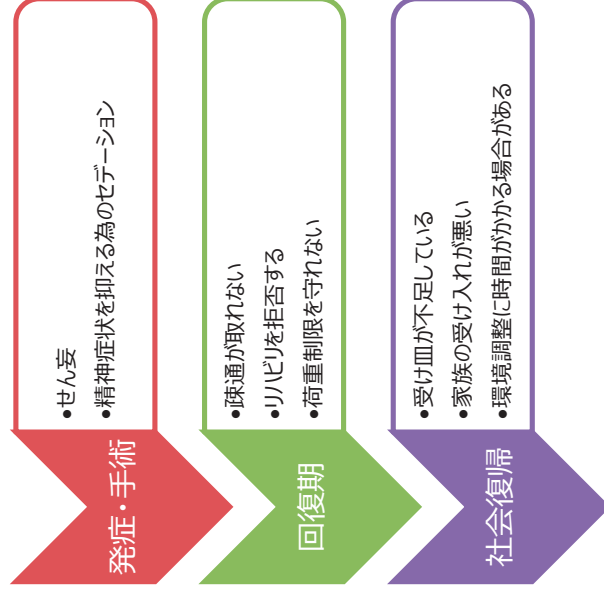 発症・手術
•せん妄
•精神症状を抑える為のセデーション
回復期
•疎通が取れない
•リハビリを拒否する
•荷重制限を守れない
社会復帰
•受け皿が不足している
•家族の受け入れが悪い
•環境調整に時間がかかる場合がある